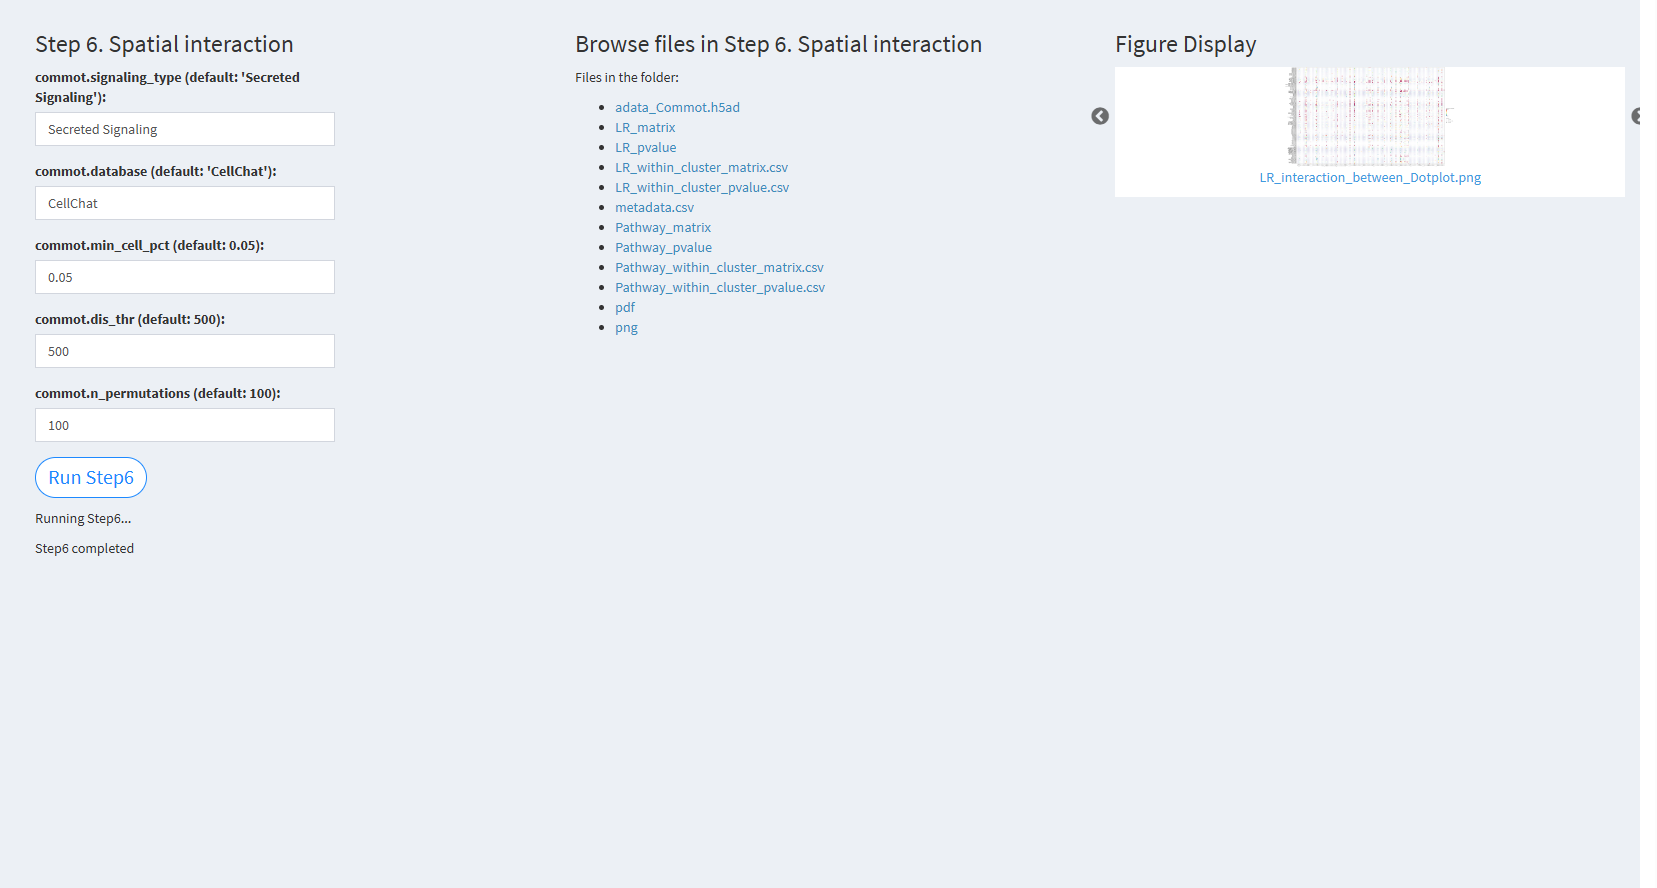 Step 6. Spatial interaction
commot.signaling_type (default: 'Secreted
Signaling'):
Secreted Signaling
commot.database (default: 'CellChat'):
CellChat
commot.min_cell_pct (default: 0.05):
0.05
commot.dis_thr (default: 500):
500
commot.n_permutations (default: 100):
100
Run Step6
Running Step6...
Step6 completed
Browse files in Step 6. Spatial interaction
Files in the folder:
adata_Commot.h5ad
LR_matrix
LR_pvalue
LR_within_cluster_matrix.csv
LR_within_cluster_pvalue.csv
metadata.csv
Pathway_matrix
Pathway_pvalue
Pathway_within_cluster_matrix.csv
Pathway_within_cluster_pvalue.csv
pdf
png
Figure Display
LR_interaction_between_Dotplot.png